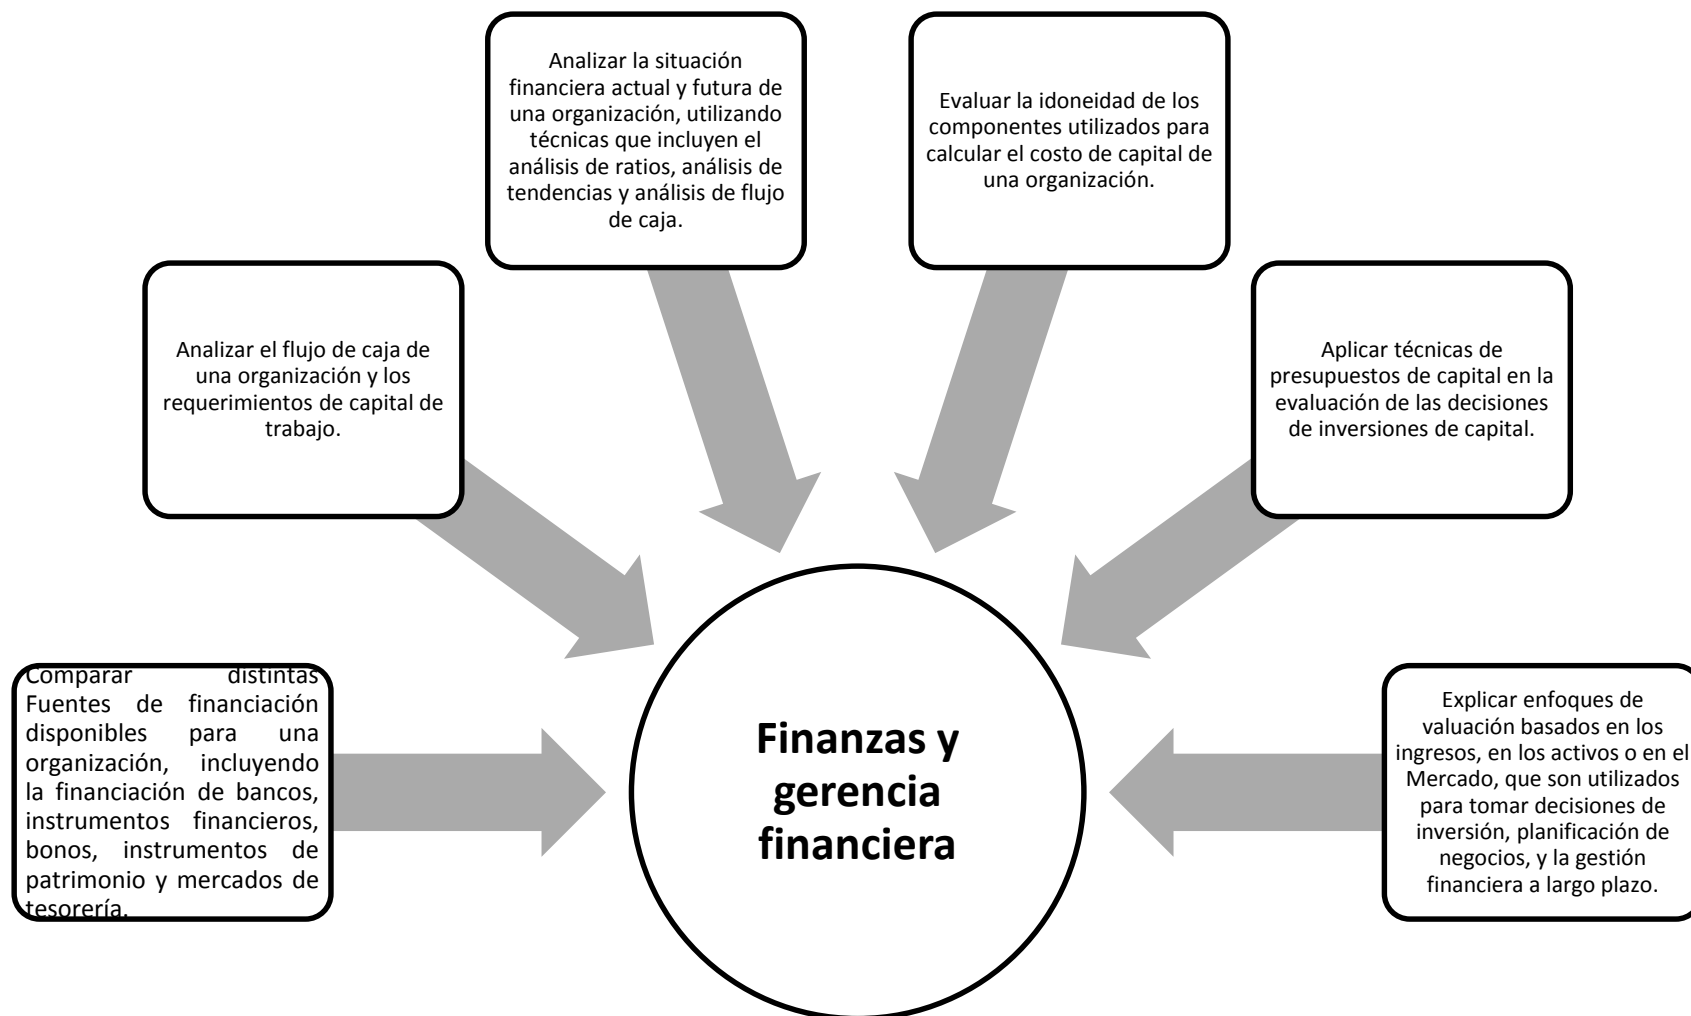 Analizar la situación
financiera actual y futura de
una organización, utilizando
técnicas que incluyen el
análisis de ratios, análisis de
tendencias y análisis de flujo
de caja.
Evaluar la idoneidad de los
componentes utilizados para
calcular el costo de capital de
una organización.
Analizar el flujo de caja de
una organización y los
requerimientos de capital de
trabajo.
Aplicar técnicas de
presupuestos de capital en la
evaluación de las decisiones
de inversiones de capital.
Comparar distintas
Fuentes de financiación
disponibles para una
organización, incluyendo
la financiación de bancos,
instrumentos financieros,
bonos, instrumentos de
patrimonio y mercados de
tesorería.
Finanzas y
gerencia
financiera
Explicar enfoques de
valuación basados en los
ingresos, en los activos o en el
Mercado, que son utilizados
para tomar decisiones de
inversión, planificación de
negocios, y la gestión
financiera a largo plazo.